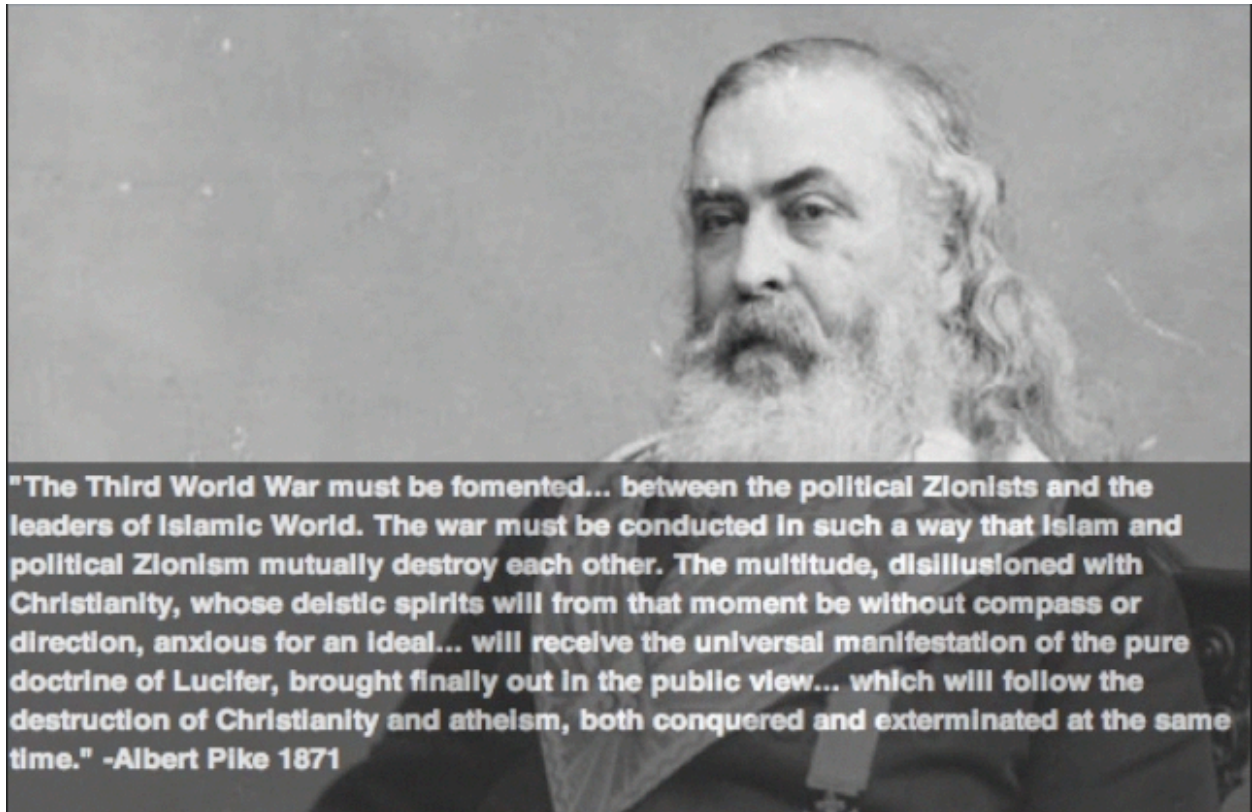 "The Third World War must be fomented... between the political Zionists and the
leaders of Islamic World. The war must be conducted in such a way that Islam and
political Zionism mutually destroy each other. The multitude, disillusioned with
Christianity, whose deistic spirits will from that moment be without compass or
direction, anxious for an ideal... will receive the universal manifestation of the pure
doctrine of Lucifer, brought finally out in the public view... which will follow the
destruction of Christianity and atheism, both conquered and exterminated at the same
time." -Albert Pike 1871